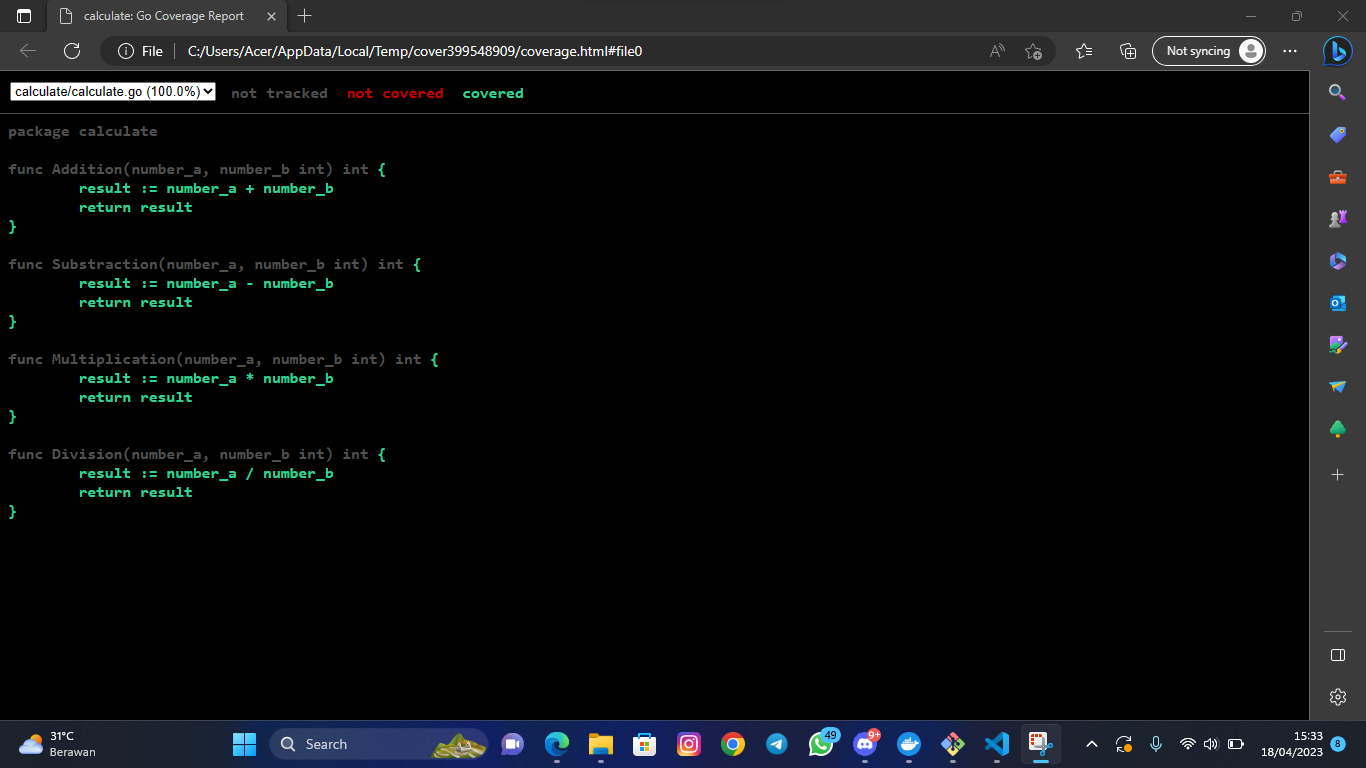 calculate: Go Coverage Report
File
C:/Users/Acer/AppData/Local/Temp/cover399548909/coverage.html#file0
Not syncing
calculate/calculate.go (100.0%)
not tracked not covered covered
package calculate
func Addition(number_a, number_b int) int {
result := number_a + number_b
return result
}
func Substraction(number_a, number_b int) int {
result := number_a - number_b
return result
}
func Multiplication(number_a, number_b int) int {
result := number_a * number_b
return result
}
func Division(number_a, number_b int) int {
result := number_a / number_b
return result
}
31°C
Berawan
Search
49
9+
15:33
18/04/2023
8